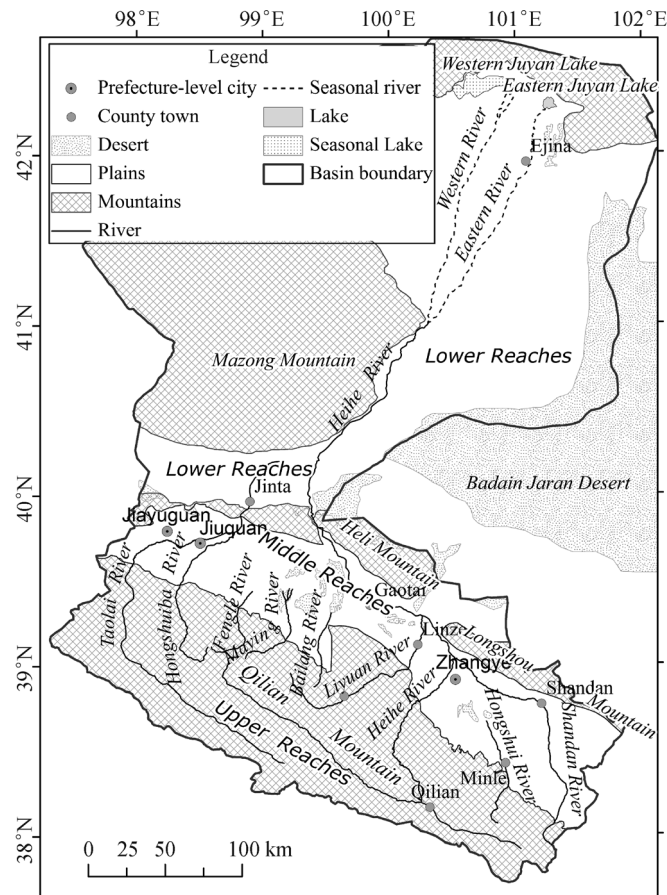 98°E 99°E 100°E 101°E 102°E
Legend
Prefecture-level city
County town
Desert
Plains
Mountains
River
Seasonal river
Lake
Seasonal Lake
Basin boundary
Western Juyan Lake
Eastern Juyan Lake
Ejina
42°N
Western River
Eastern River
41°N
Lower Reaches
Mazong Mountain
Heihe River
Lower Reaches
Badain Jaran Desert
Jinta
40°N
Jiayuguan
Jiuquan
Heli Mountain
Middle Reaches
Gaotai
Taolai River
Hongshuiba River
Fengle River
Maying River
Bailang River
Liyuan River
Linze
Longshou Mountain
39°N
Zhangye
Shandan
Qilian Mountain
Heihe River
Hongshui River
Shandan River
Upper Reaches
Minle
Qilian
38°N
0 25 50 100 km